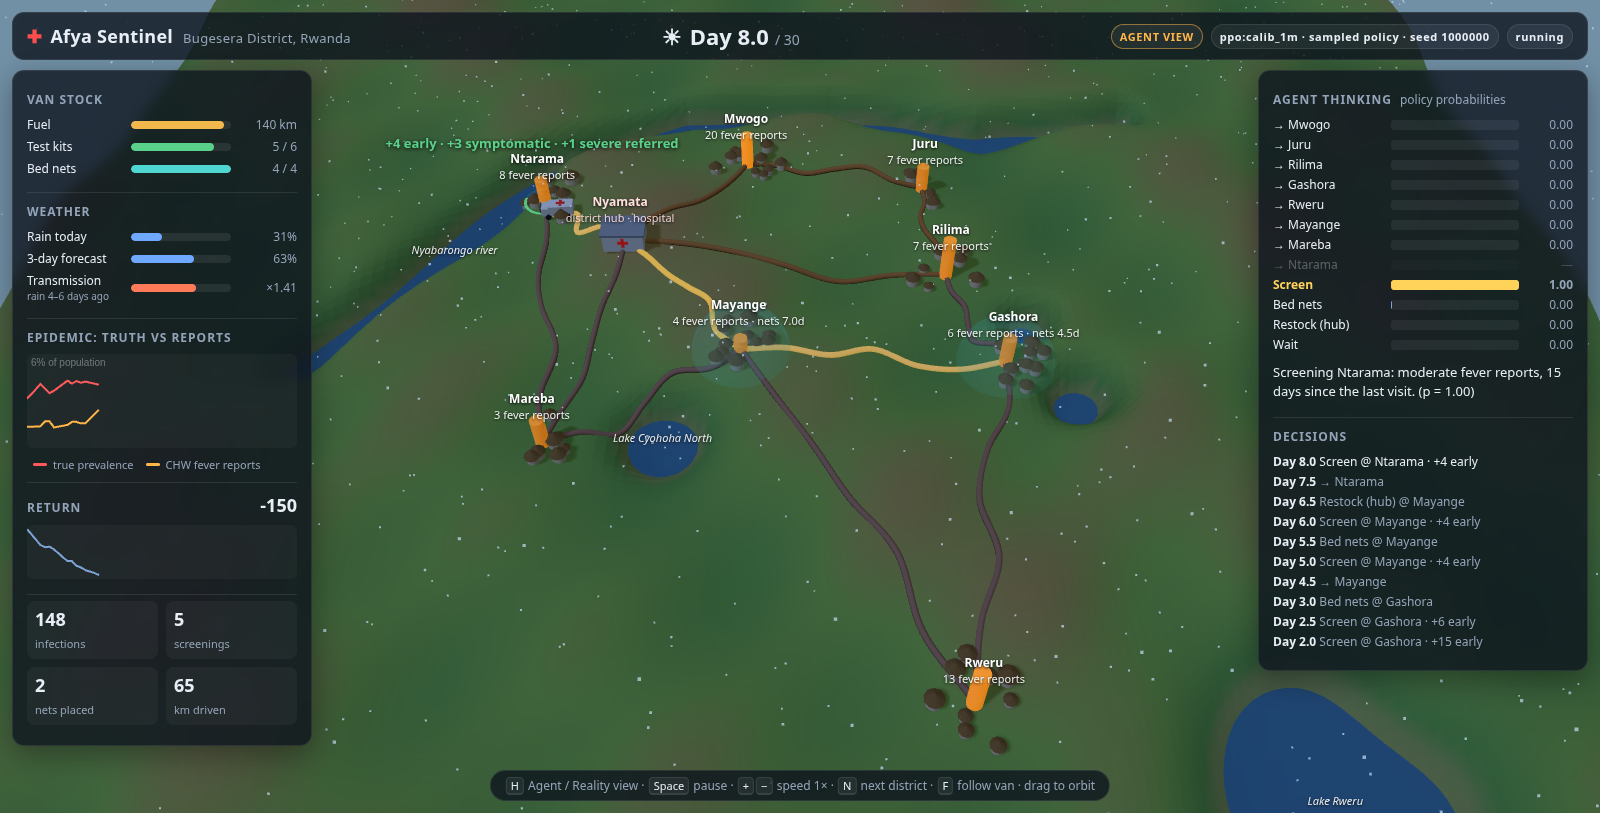 Afya Sentinel Bugesera District, Rwanda
☀ Day 8.0 / 30
AGENT VIEW
ppo:calib_1m · sampled policy · seed 1000000
running
VAN STOCK
Fuel 140 km
Test kits 5 / 6
Bed nets 4 / 4
WEATHER
Rain today 31%
3-day forecast 63%
Transmission ×1.41
rain 4–6 days ago
EPIDEMIC: TRUTH VS REPORTS
6% of population
true prevalence CHW fever reports
RETURN -150
148
infections
5
screenings
2
nets placed
65
km driven
Mwogo
20 fever reports
+4 early · +3 symptomatic · +1 severe referred
Ntarama
8 fever reports
Juru
7 fever reports
Nyamata
district hub · hospital
Nyabarongo river
Rilima
7 fever reports
Mayange
4 fever reports · nets 7.0d
Gashora
6 fever reports · nets 4.5d
Mareba
3 fever reports
Lake Cyohoha North
Rweru
13 fever reports
Lake Rweru
AGENT THINKING policy probabilities
→ Mwogo 0.00
→ Juru 0.00
→ Rilima 0.00
→ Gashora 0.00
→ Rweru 0.00
→ Mayange 0.00
→ Mareba 0.00
→ Ntarama —
Screen 1.00
Bed nets 0.00
Restock (hub) 0.00
Wait 0.00
Screening Ntarama: moderate fever reports, 15
days since the last visit. (p = 1.00)
DECISIONS
Day 8.0 Screen @ Ntarama · +4 early
Day 7.5 → Ntarama
Day 6.5 Restock (hub) @ Mayange
Day 6.0 Screen @ Mayange · +4 early
Day 5.5 Bed nets @ Mayange
Day 5.0 Screen @ Mayange · +4 early
Day 4.5 → Mayange
Day 3.0 Bed nets @ Gashora
Day 2.5 Screen @ Gashora · +6 early
Day 2.0 Screen @ Gashora · +15 early
H Agent / Reality view · Space pause · + − speed 1× · N next district · F follow van · drag to orbit